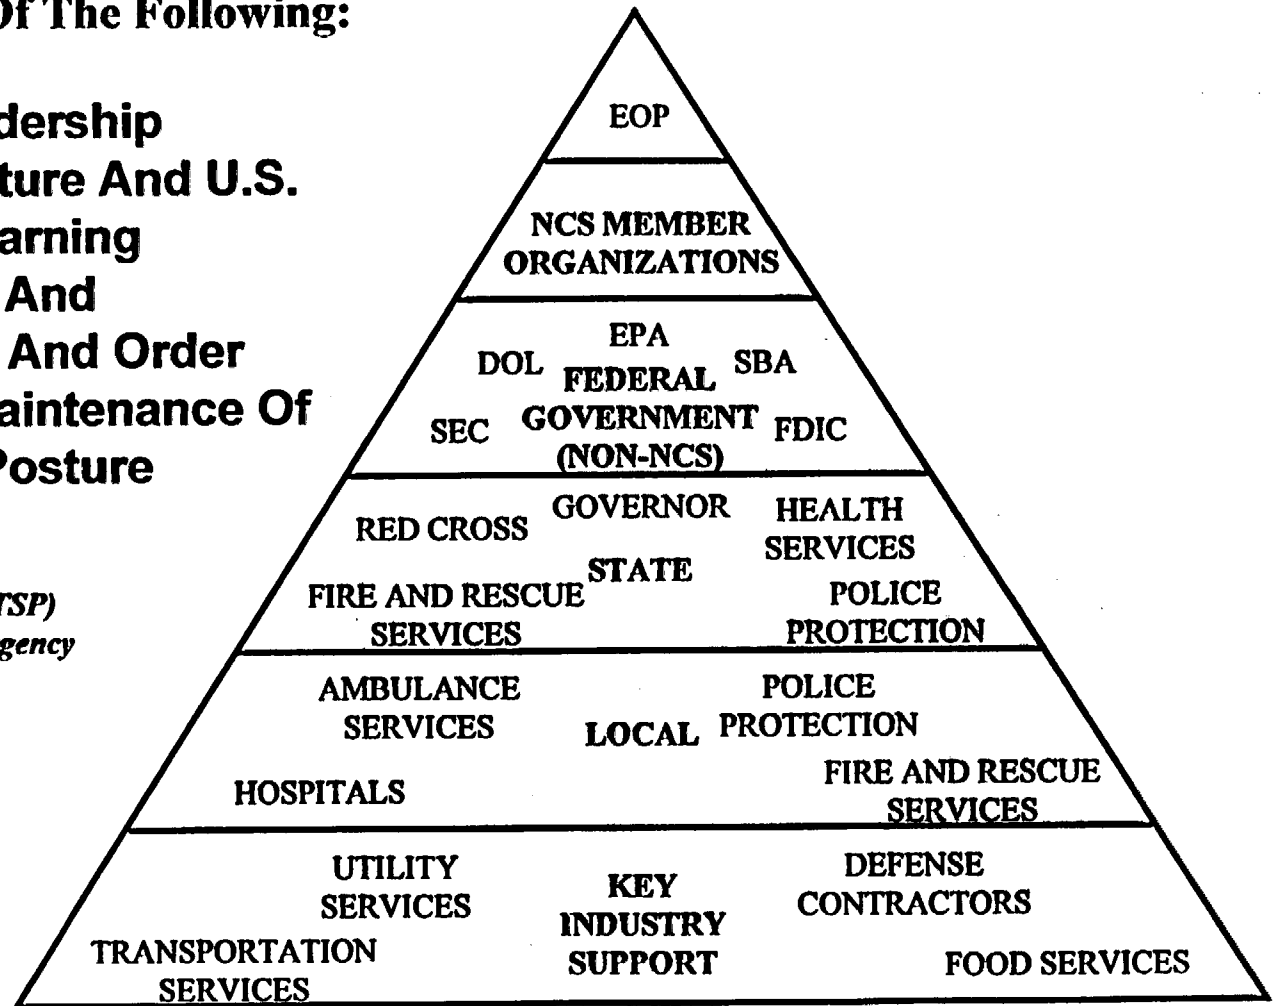 Of The Following:
dership
ture And U.S.
arning
And
And Order
aintenance Of
Posture
TSP)
gency
EOP
NCS MEMBER
ORGANIZATIONS
EPA
DOL
SBA
FEDERAL
GOVERNMENT
(NON-NCS)
SEC
FDIC
GOVERNOR
RED CROSS
HEALTH
SERVICES
STATE
FIRE AND RESCUE
SERVICES
POLICE
PROTECTION
AMBULANCE
SERVICES
POLICE
PROTECTION
LOCAL
HOSPITALS
FIRE AND RESCUE
SERVICES
UTILITY
SERVICES
KEY
INDUSTRY
SUPPORT
DEFENSE
CONTRACTORS
TRANSPORTATION
SERVICES
FOOD SERVICES